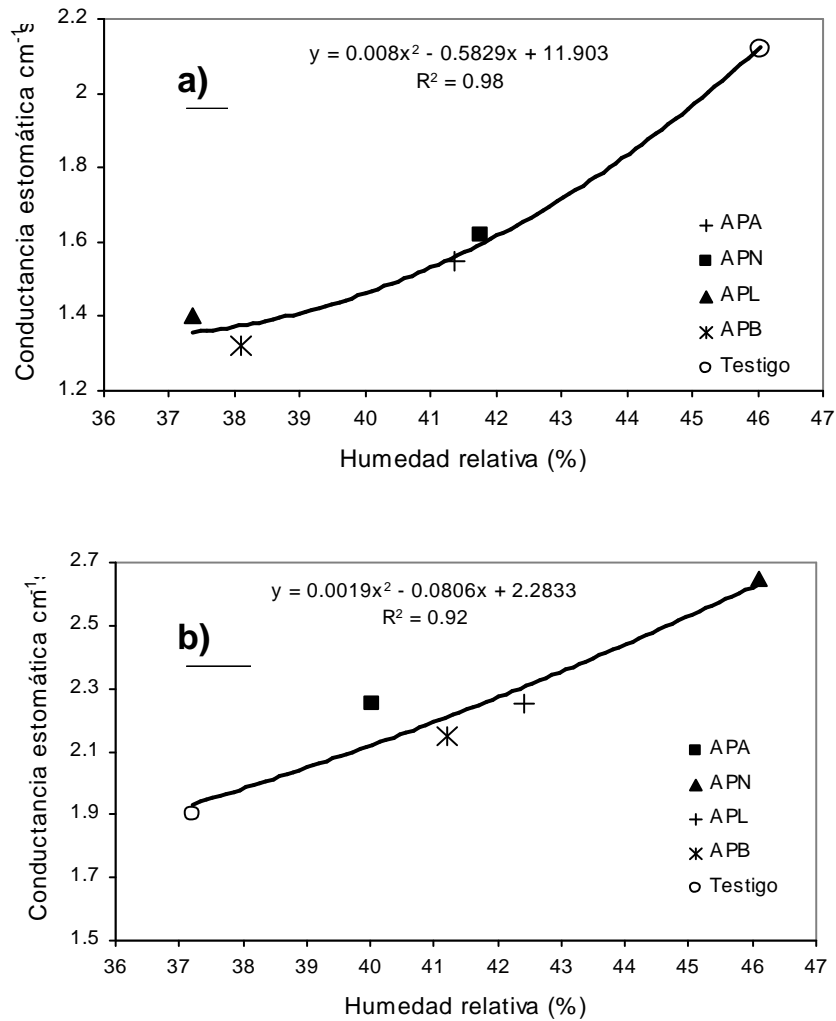 Conductancia estomática cm⁻¹s
a)
y = 0.008x² - 0.5829x + 11.903
R² = 0.98
2.2
2
1.8
1.6
1.4
1.2
APA
APN
APL
APB
Testigo
36 37 38 39 40 41 42 43 44 45 46 47
Humedad relativa (%)
Conductancia estomática cm⁻¹s
b)
y = 0.0019x² - 0.0806x + 2.2833
R² = 0.92
2.7
2.5
2.3
2.1
1.9
1.7
1.5
APA
APN
APL
APB
Testigo
36 37 38 39 40 41 42 43 44 45 46 47
Humedad relativa (%)